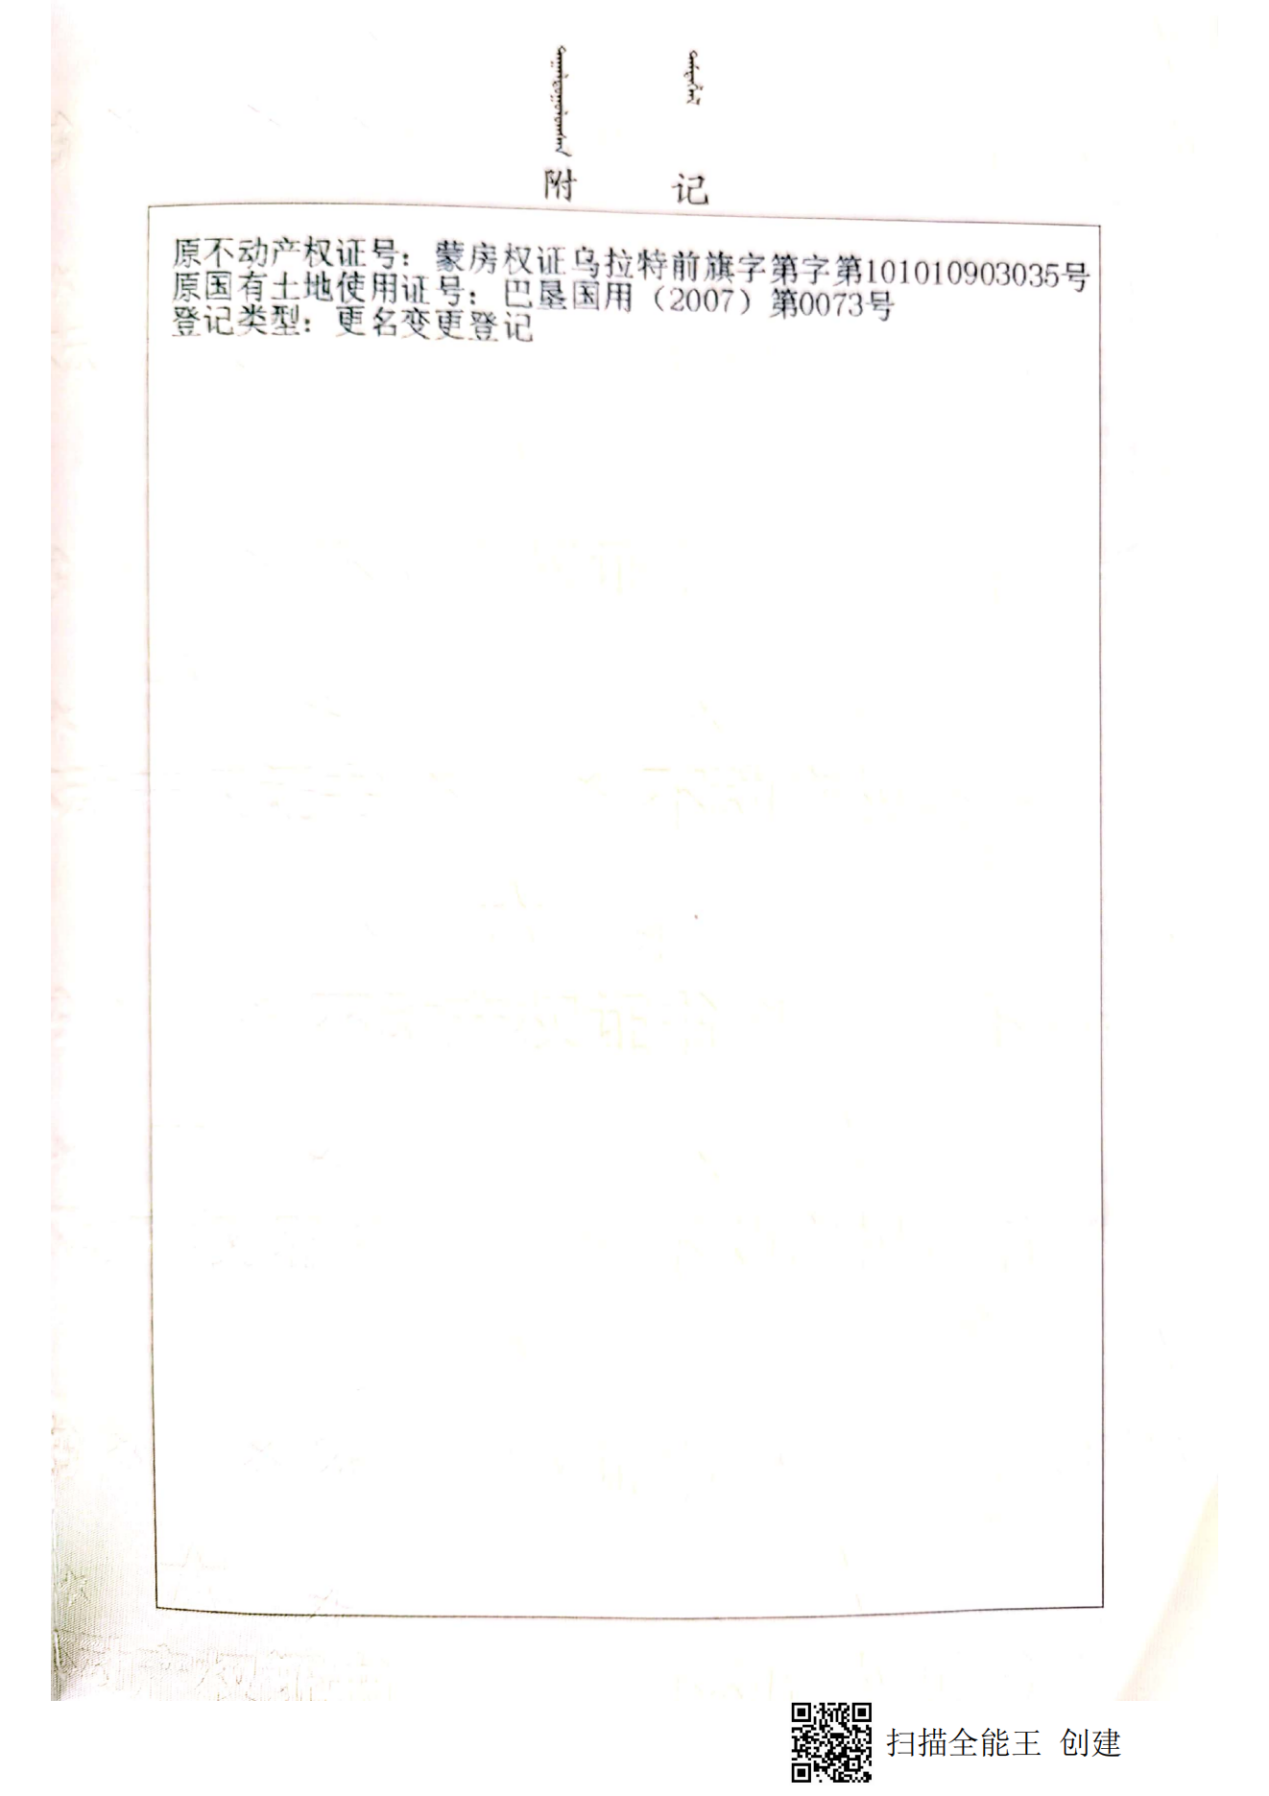 附 记
原不动产权证号：蒙房权证乌拉特前旗字第字第101010903035号
原国有土地使用证号：巴垦国用（2007）第0073号
登记类型：更名变更登记
扫描全能王 创建